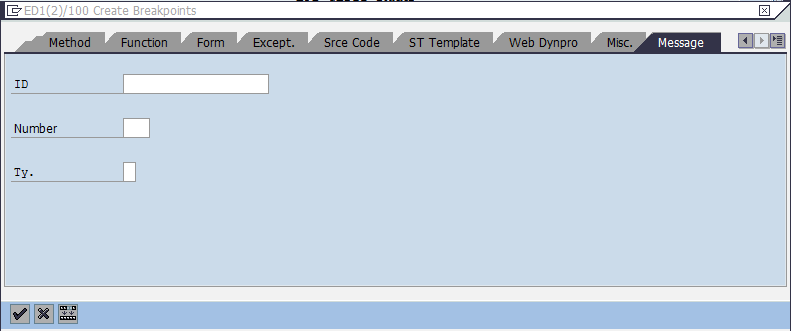 ED1(2)/100 Create Breakpoints
Method Function Form Except. Srce Code ST Template Web Dynpro Misc. Message
ID
Number
Ty.